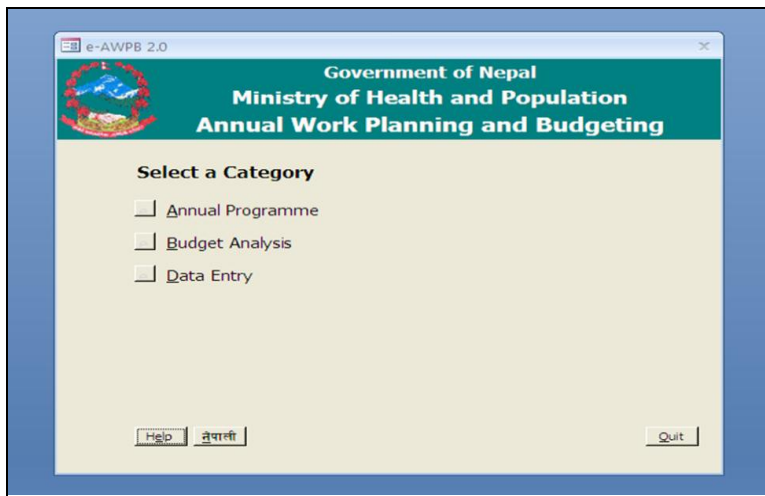 e-AWPB 2.0
Government of Nepal
Ministry of Health and Population
Annual Work Planning and Budgeting
Select a Category
Annual Programme
Budget Analysis
Data Entry
Help नेपाली Quit